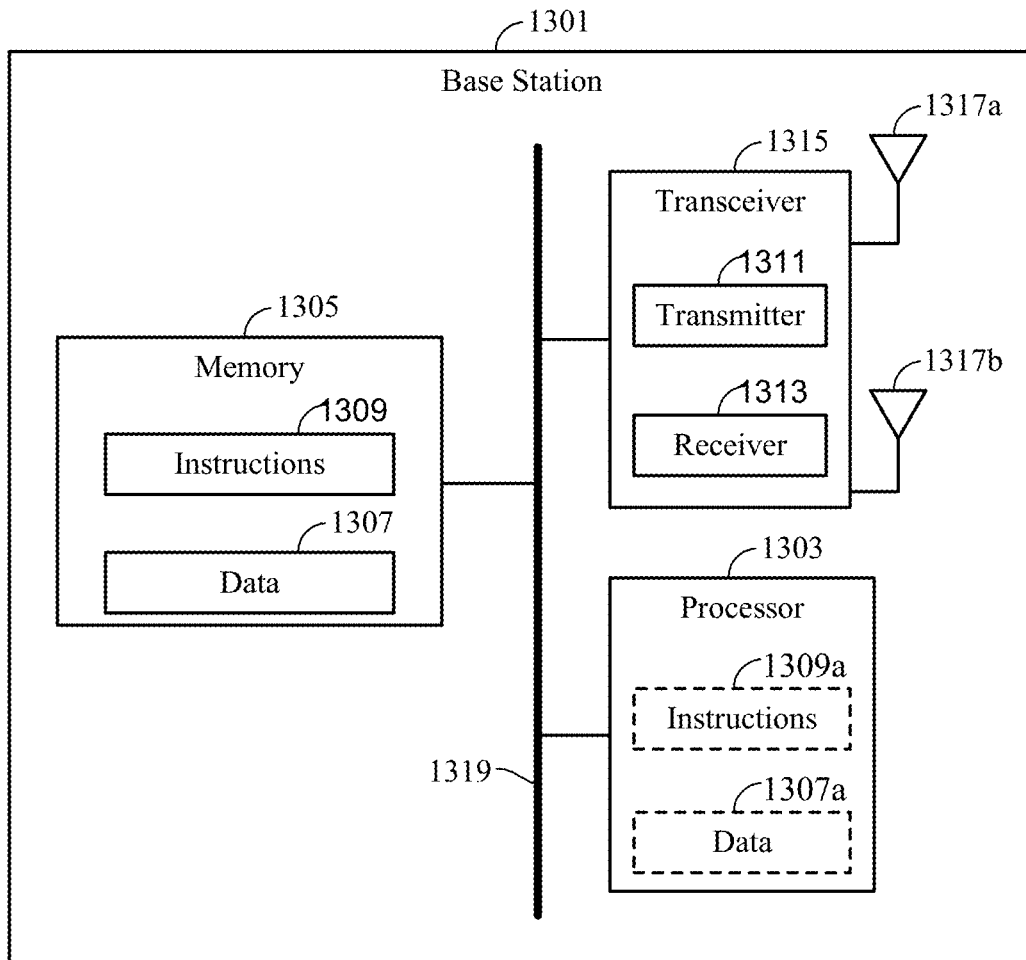 1301
Base Station
1317a
1315
Transceiver
1311
Transmitter
1305
Memory
1317b
1309
1313
Instructions
Receiver
1307
1303
Data
Processor
1309a
Instructions
1319
1307a
Data